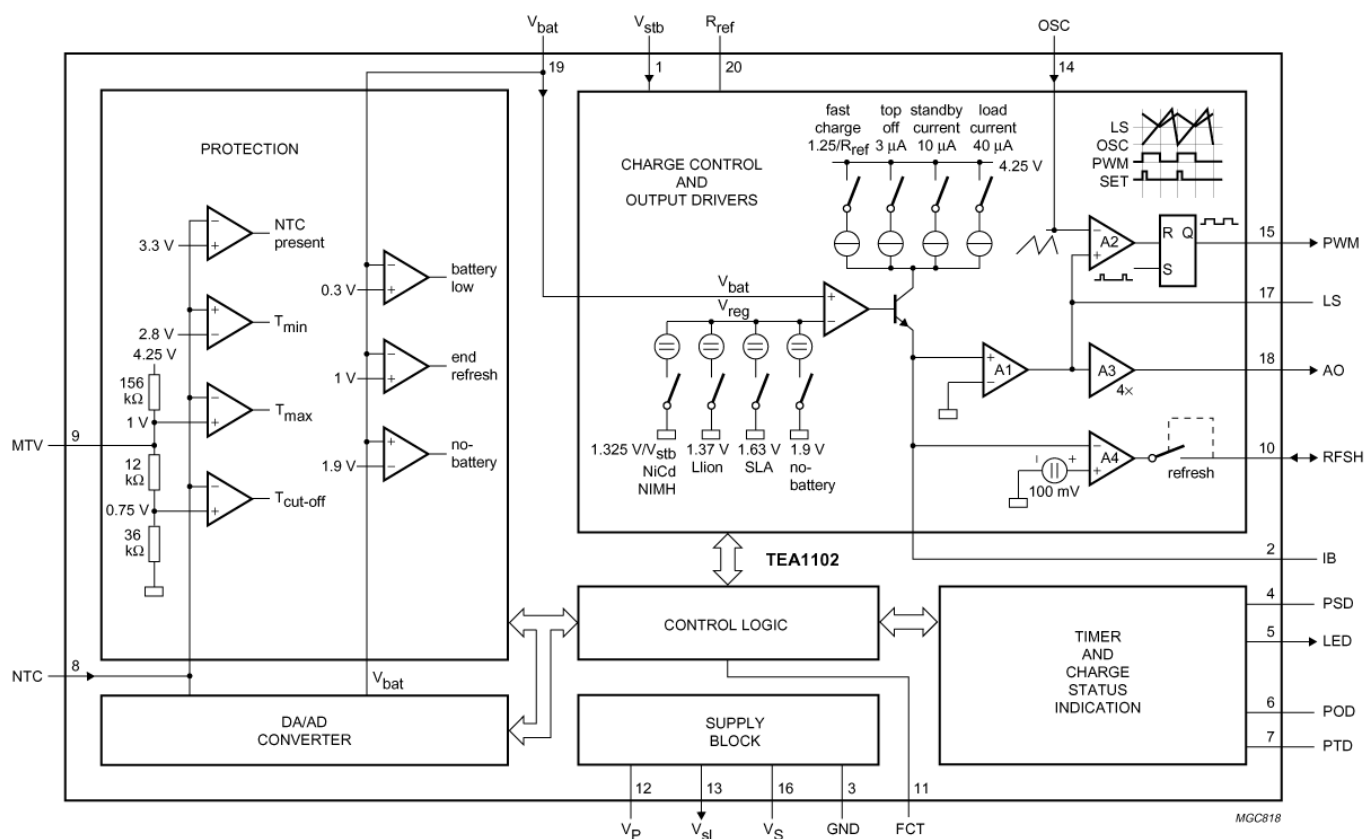 Vbat
Vstb
Rref
OSC
19
1
20
14
PROTECTION
NTC present
3.3 V
Tmin
2.8 V
4.25 V
156 kΩ
1 V
Tmax
MTV
9
12 kΩ
0.75 V
Tcut-off
36 kΩ
battery low
0.3 V
end refresh
1 V
no-battery
1.9 V
NTC
8
Vbat
CHARGE CONTROL
AND
OUTPUT DRIVERS
fast charge 1.25/Rref
top off 3 µA
standby current 10 µA
load current 40 µA
4.25 V
LS
OSC
PWM
SET
Vbat
Vreg
1.325 V/Vstb NiCd NIMH
1.37 V LIion
1.63 V SLA
1.9 V no-battery
A1
A2
R Q
S
A3
4×
A4
− +
100 mV
refresh
15 PWM
17 LS
18 AO
10 RFSH
2 IB
TEA1102
CONTROL LOGIC
DA/AD
CONVERTER
SUPPLY
BLOCK
TIMER
AND
CHARGE
STATUS
INDICATION
4 PSD
5 LED
6 POD
7 PTD
12
13
16
3
11
VP
Vsl
VS
GND
FCT
MGC818